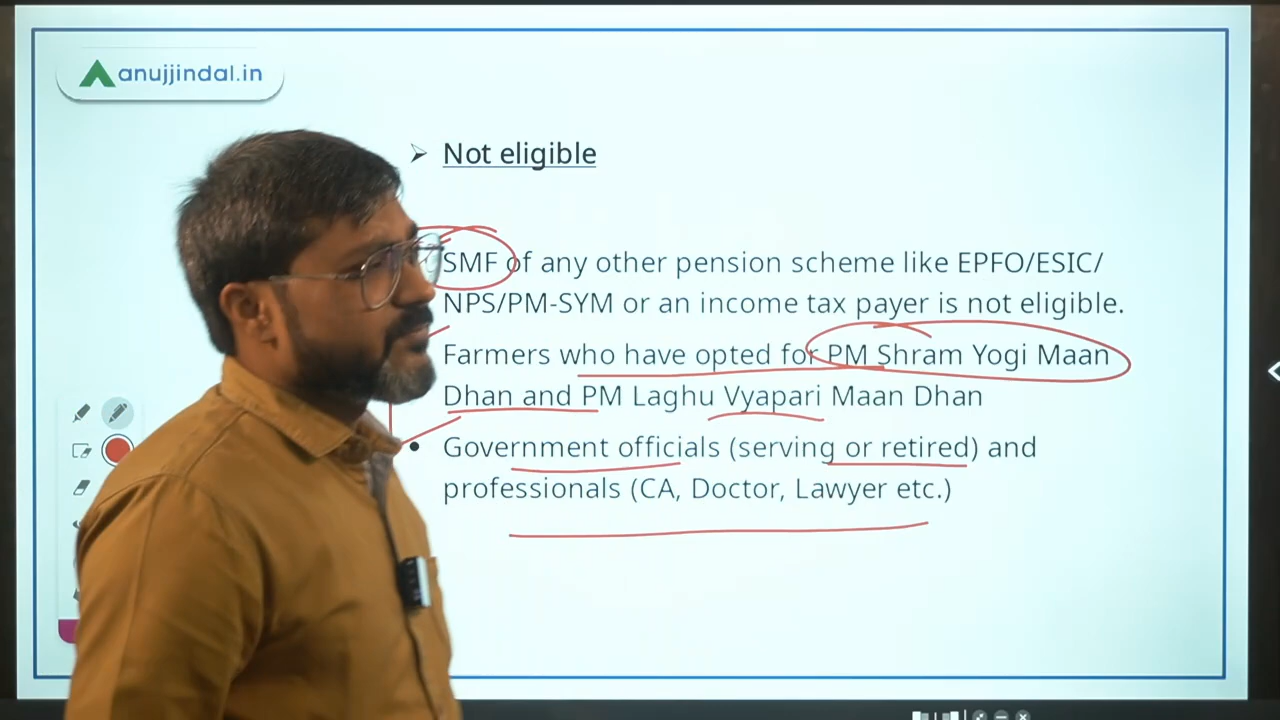 anujjindal.in
➢ Not eligible
SMF of any other pension scheme like EPFO/ESIC/
NPS/PM-SYM or an income tax payer is not eligible.
Farmers who have opted for PM Shram Yogi Maan
Dhan and PM Laghu Vyapari Maan Dhan
• Government officials (serving or retired) and
professionals (CA, Doctor, Lawyer etc.)